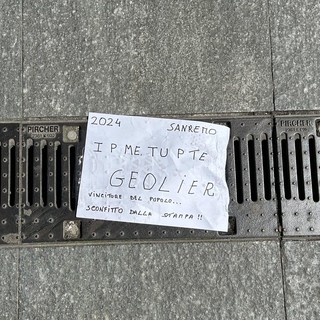 2024 SANREMO
I P. ME, TU P TE
GEOLIER
VINCITORE DEL POPOLO...
SCONFITTO DALLA STAMPA!!
PIRCHER
PIRCHER